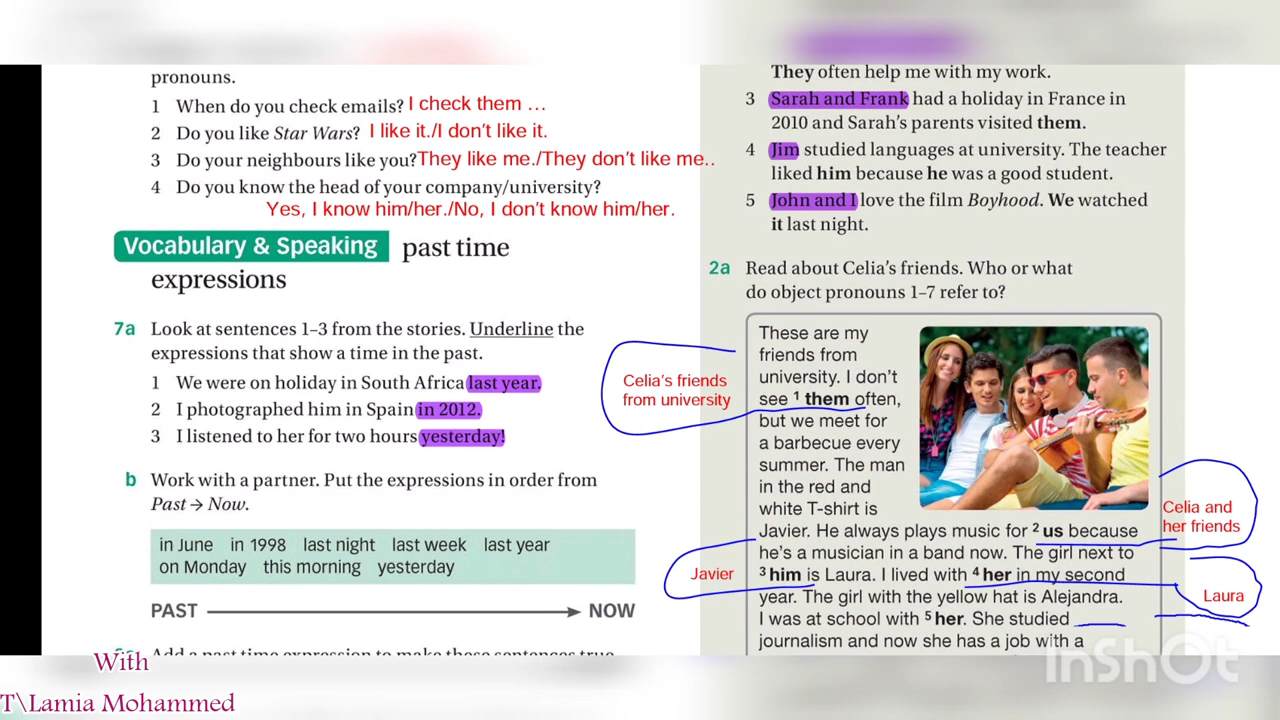 pronouns.
1 When do you check emails? I check them …
2 Do you like Star Wars? I like it./I don't like it.
3 Do your neighbours like you? They like me./They don't like me..
4 Do you know the head of your company/university?
Yes, I know him/her./No, I don't know him/her.
Vocabulary & Speaking past time
expressions
7a Look at sentences 1–3 from the stories. Underline the
expressions that show a time in the past.
1 We were on holiday in South Africa last year.
2 I photographed him in Spain in 2012.
3 I listened to her for two hours yesterday!
b Work with a partner. Put the expressions in order from
Past → Now.
in June in 1998 last night last week last year
on Monday this morning yesterday
PAST NOW
Add a past time expression to make these sentences true
They often help me with my work.
3 Sarah and Frank had a holiday in France in
2010 and Sarah's parents visited them.
4 Jim studied languages at university. The teacher
liked him because he was a good student.
5 John and I love the film Boyhood. We watched
it last night.
2a Read about Celia's friends. Who or what
do object pronouns 1–7 refer to?
These are my
friends from
university. I don't
see 1 them often,
but we meet for
a barbecue every
summer. The man
in the red and
white T-shirt is
Javier. He always plays music for 2 us because
he's a musician in a band now. The girl next to
3 him is Laura. I lived with 4 her in my second
year. The girl with the yellow hat is Alejandra.
I was at school with 5 her. She studied
journalism and now she has a job with a
Celia's friends
from university
Celia and
her friends
Javier
Laura
With
T\Lamia Mohammed
InShOt